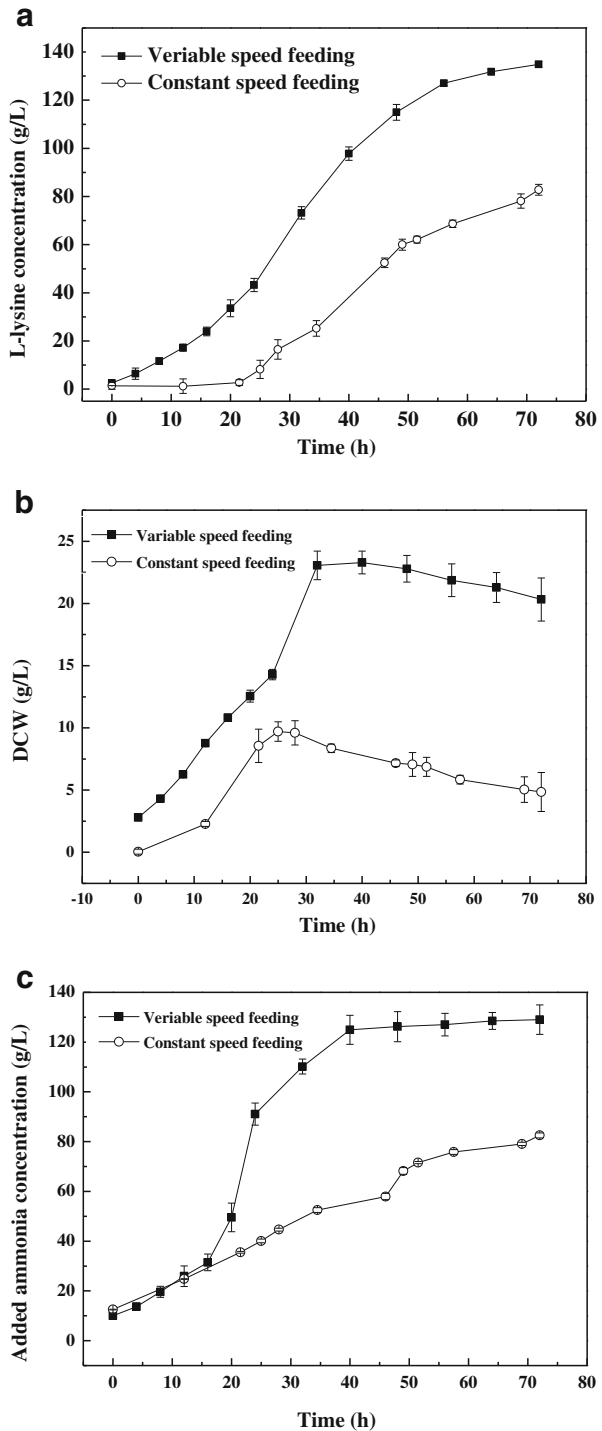 a
140
120
100
80
60
40
20
0
L-lysine concentration (g/L)
Veriable speed feeding
Constant speed feeding
0 10 20 30 40 50 60 70 80
Time (h)
b
25
20
15
10
5
0
DCW (g/L)
Variable speed feeding
Constant speed feeding
-10 0 10 20 30 40 50 60 70 80
Time (h)
c
140
120
100
80
60
40
20
0
Added ammonia concentration (g/L)
Veriable speed feeding
Constant speed feeding
0 10 20 30 40 50 60 70 80
Time (h)